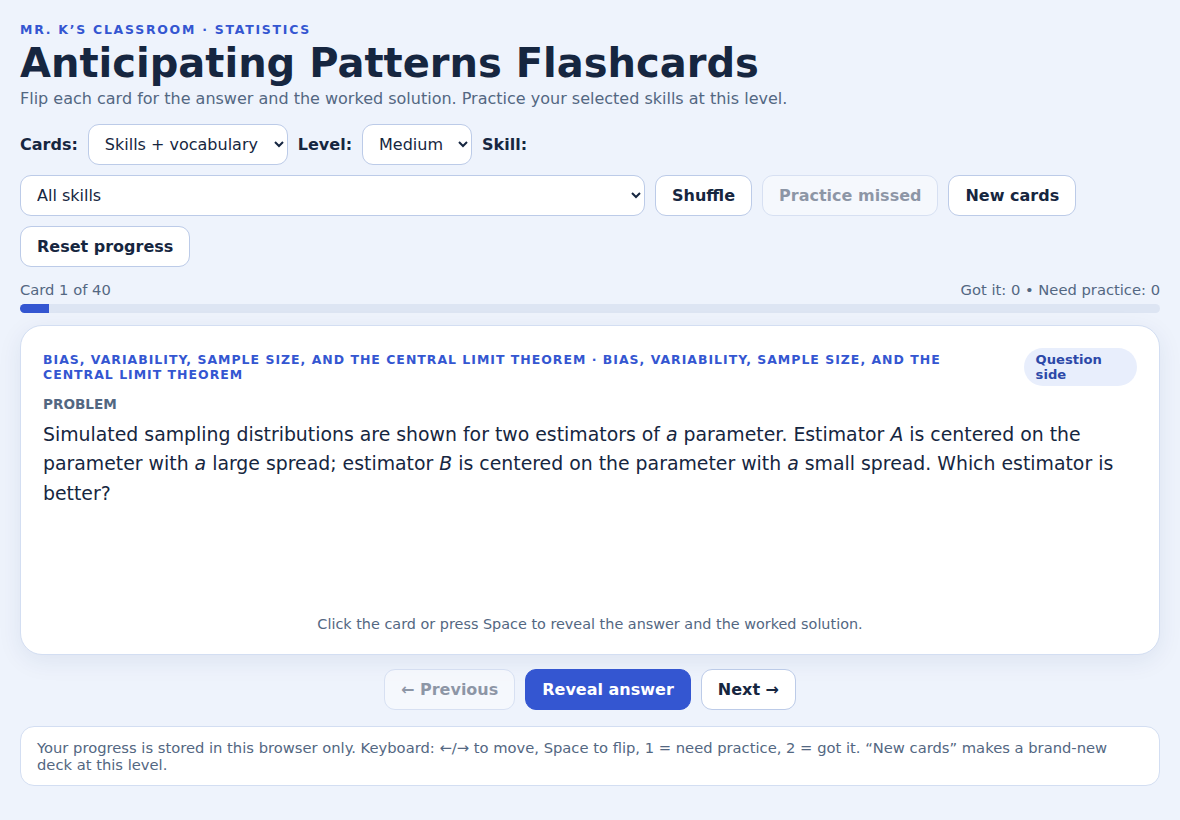 MR. K’S CLASSROOM · STATISTICS
Anticipating Patterns Flashcards
Flip each card for the answer and the worked solution. Practice your selected skills at this level.
Cards: Skills + vocabulary Level: Medium Skill:
All skills Shuffle Practice missed New cards
Reset progress
Card 1 of 40 Got it: 0 • Need practice: 0
BIAS, VARIABILITY, SAMPLE SIZE, AND THE CENTRAL LIMIT THEOREM · BIAS, VARIABILITY, SAMPLE SIZE, AND THE
CENTRAL LIMIT THEOREM
Question
side
PROBLEM
Simulated sampling distributions are shown for two estimators of a parameter. Estimator A is centered on the
parameter with a large spread; estimator B is centered on the parameter with a small spread. Which estimator is
better?
Click the card or press Space to reveal the answer and the worked solution.
← Previous Reveal answer Next →
Your progress is stored in this browser only. Keyboard: ←/→ to move, Space to flip, 1 = need practice, 2 = got it. “New cards” makes a brand-new
deck at this level.